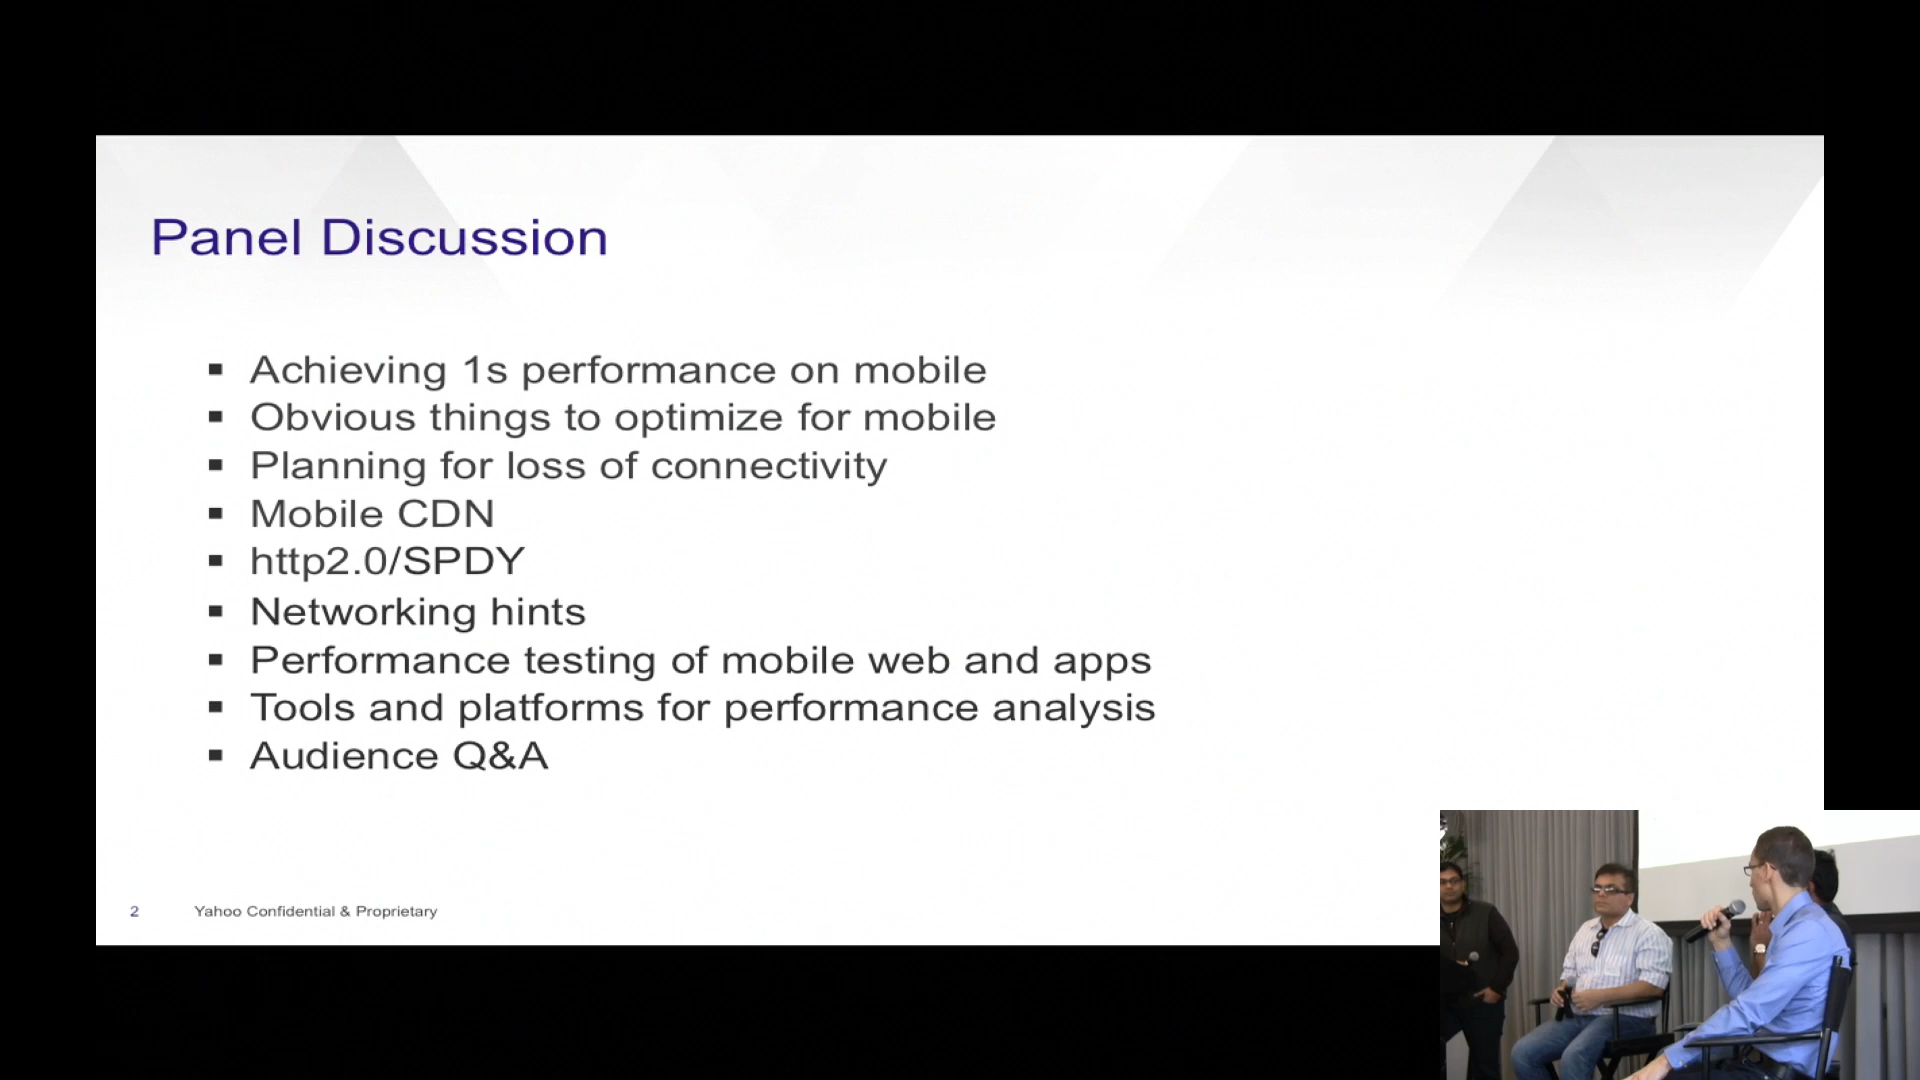 Panel Discussion
▪ Achieving 1s performance on mobile
▪ Obvious things to optimize for mobile
▪ Planning for loss of connectivity
▪ Mobile CDN
▪ http2.0/SPDY
▪ Networking hints
▪ Performance testing of mobile web and apps
▪ Tools and platforms for performance analysis
▪ Audience Q&A
2 Yahoo Confidential & Proprietary